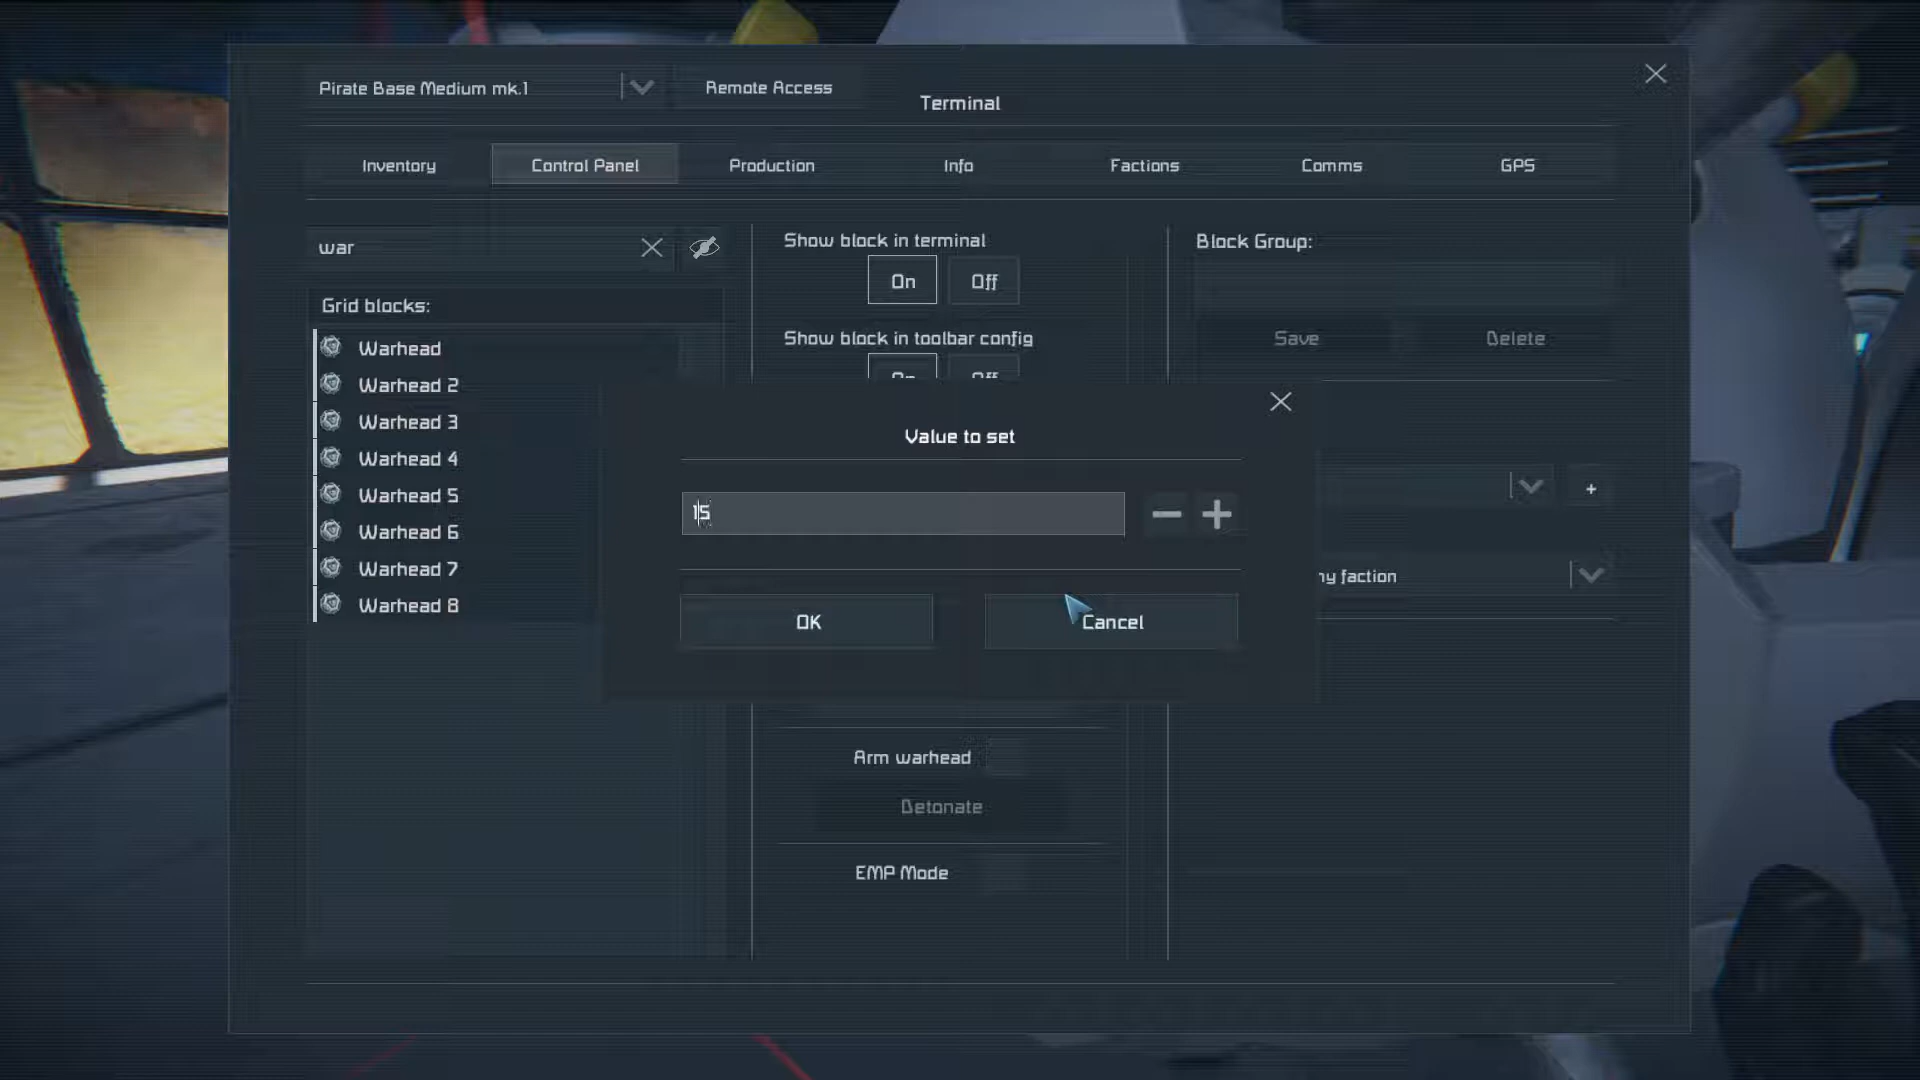 Pirate Base Medium mk.1
Remote Access
Terminal
Inventory
Control Panel
Production
Info
Factions
Comms
GPS
war
Show block in terminal
On
Off
Block Group:
Grid blocks:
Show block in toolbar config
On
Off
Save
Delete
Warhead
Warhead 2
Warhead 3
Warhead 4
Warhead 5
Warhead 6
Warhead 7
Warhead 8
Value to set
15
OK
Cancel
faction
Arm warhead
Detonate
EMP Mode